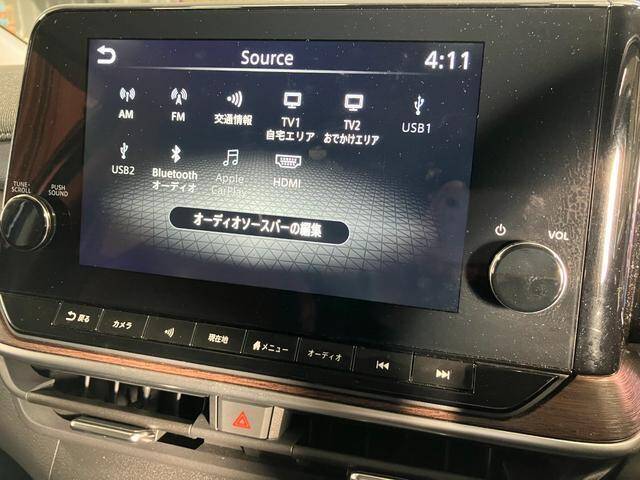 Source
4:11
AM
FM
交通情報
TV1
自宅エリア
TV2
おでかけエリア
USB1
USB2
Bluetooth
オーディオ
Apple
CarPlay
HDMI
オーディオソースバーの編集
TUNE•
SCROLL
PUSH
SOUND
VOL
戻る
カメラ
現在地
メニュー
オーディオ